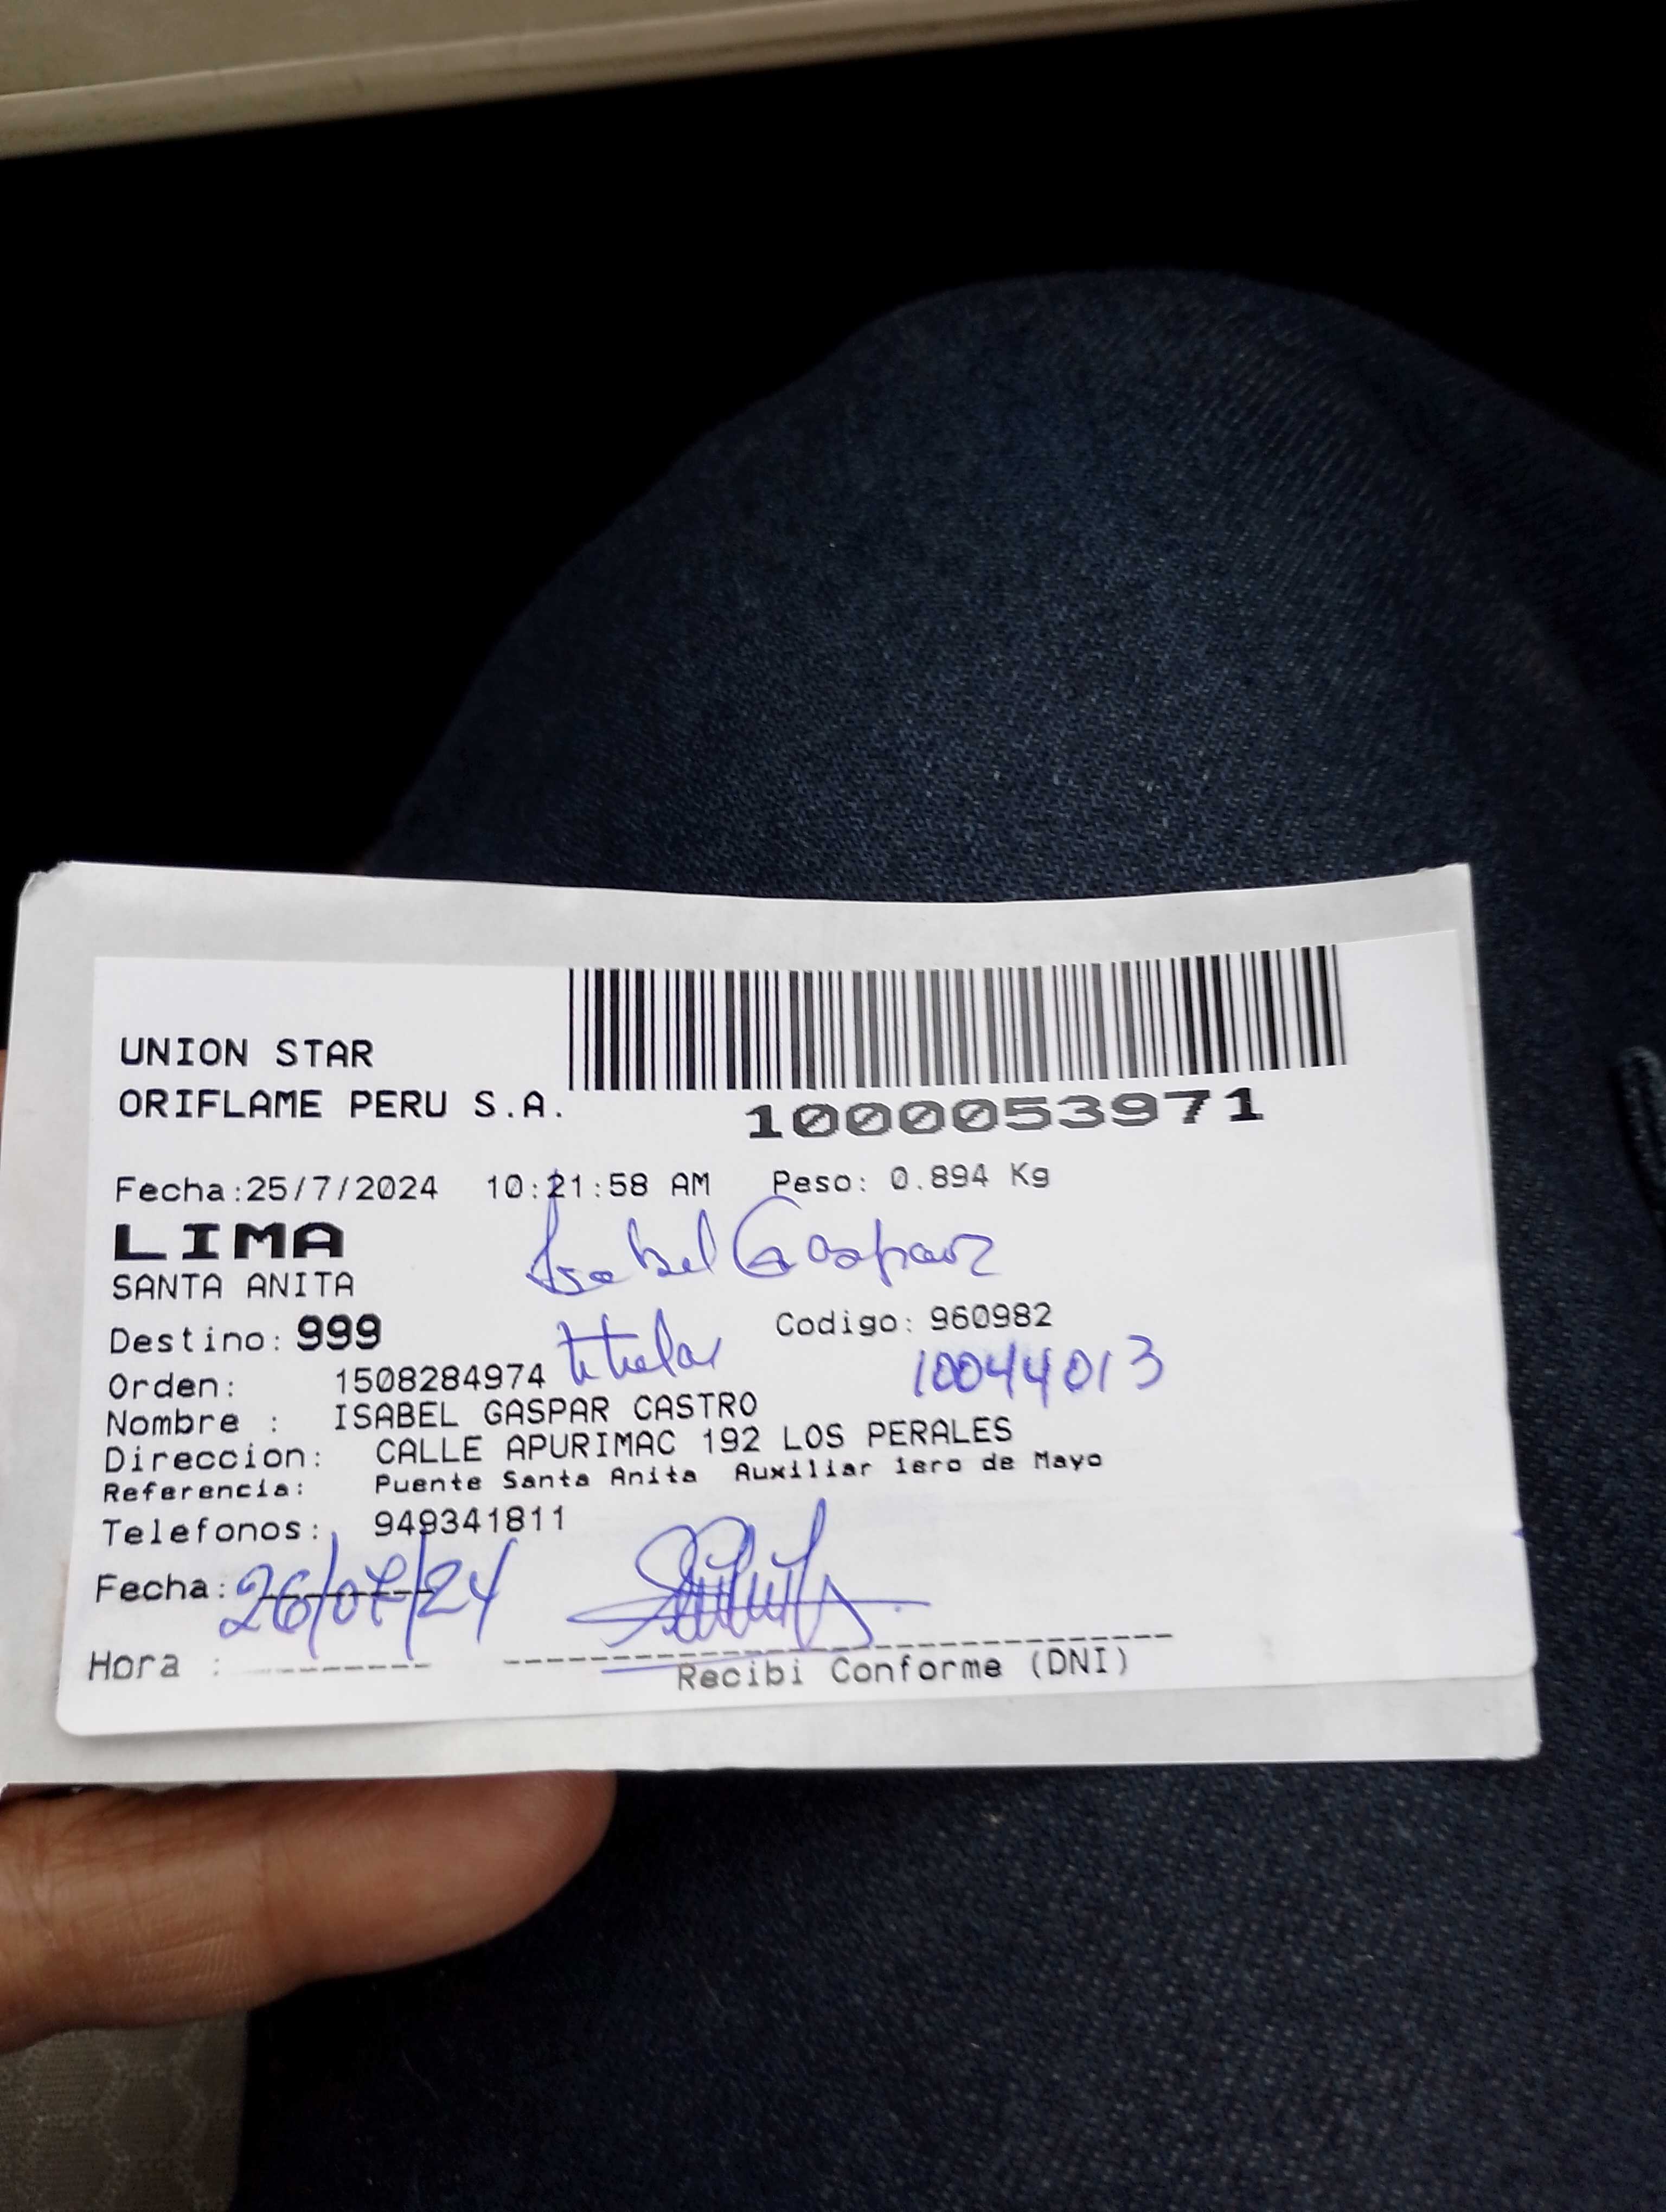 UNION STAR
ORIFLAME PERU S.A.
1000053971
Fecha:25/7/2024 10:21:58 AM Peso: 0.894 Kg
LIMA
Isabel Gaspar
SANTA ANITA
Destino: 999 Codigo: 960982
Orden: 1508284974 titular 10044013
Nombre : ISABEL GASPAR CASTRO
Direccion: CALLE APURIMAC 192 LOS PERALES
Referencia: Puente Santa Anita Auxiliar 1ero de Mayo
Telefonos: 949341811
Fecha: 26/07/24
Hora :
Recibi Conforme (DNI)